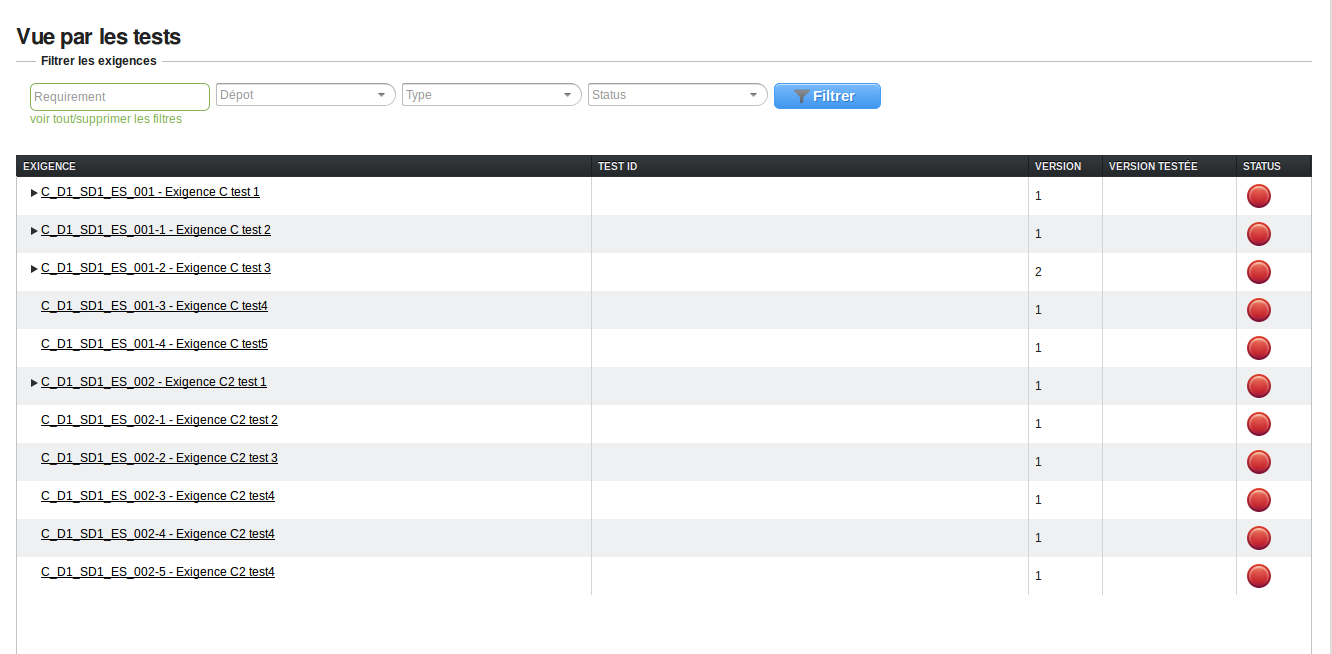 Vue par les tests
Filtrer les exigences
Requirement Dépot Type Status Filtrer
voir tout/supprimer les filtres
EXIGENCE TEST ID VERSION VERSION TESTÉE STATUS
C_D1_SD1_ES_001 - Exigence C test 1 1
C_D1_SD1_ES_001-1 - Exigence C test 2 1
C_D1_SD1_ES_001-2 - Exigence C test 3 2
C_D1_SD1_ES_001-3 - Exigence C test4 1
C_D1_SD1_ES_001-4 - Exigence C test5 1
C_D1_SD1_ES_002 - Exigence C2 test 1 1
C_D1_SD1_ES_002-1 - Exigence C2 test 2 1
C_D1_SD1_ES_002-2 - Exigence C2 test 3 1
C_D1_SD1_ES_002-3 - Exigence C2 test4 1
C_D1_SD1_ES_002-4 - Exigence C2 test4 1
C_D1_SD1_ES_002-5 - Exigence C2 test4 1